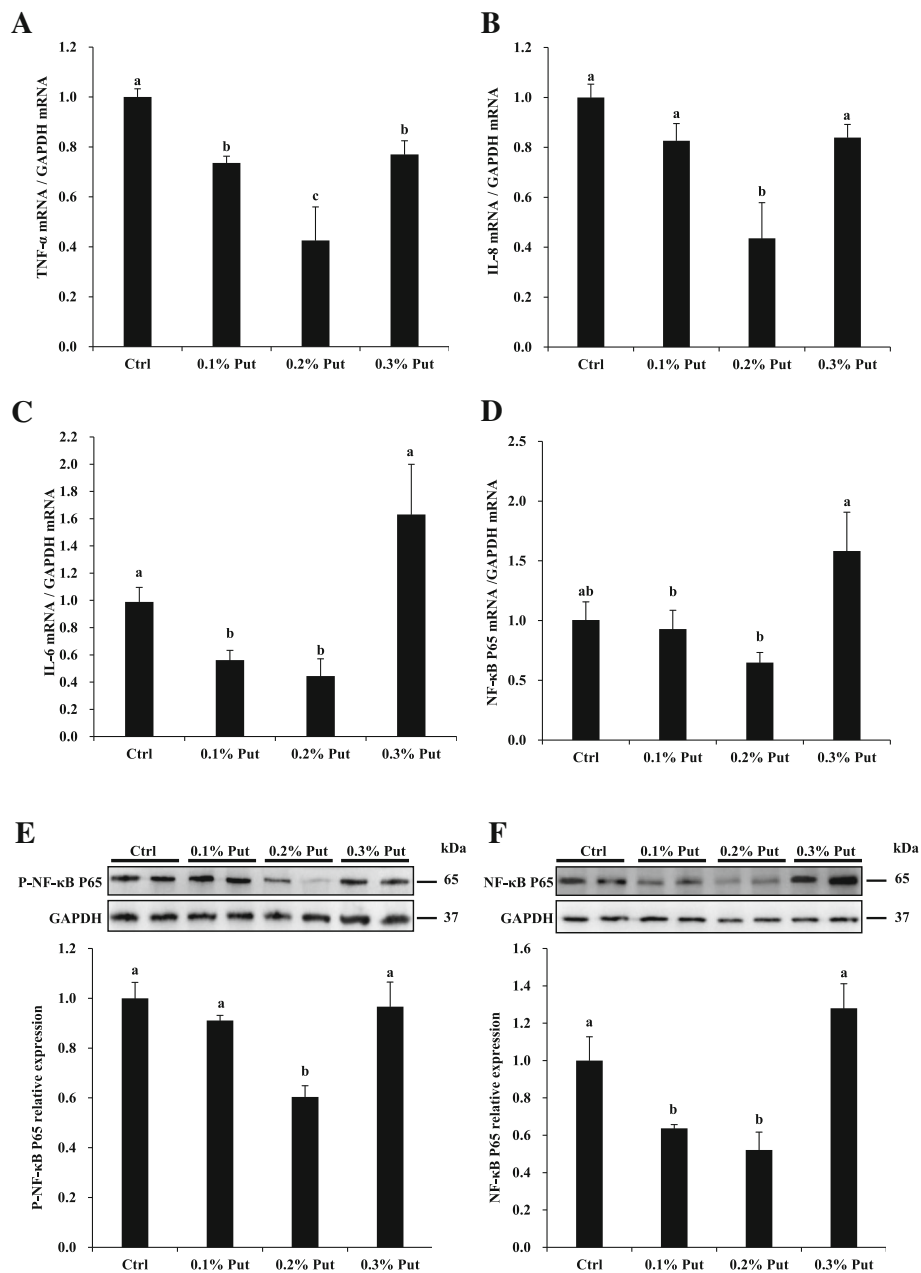 A
TNF-α mRNA / GAPDH mRNA
1.2
1.0
0.8
0.6
0.4
0.2
0.0
a
b
c
b
Ctrl 0.1% Put 0.2% Put 0.3% Put
B
IL-8 mRNA / GAPDH mRNA
1.2
1.0
0.8
0.6
0.4
0.2
0.0
a
a
b
a
Ctrl 0.1% Put 0.2% Put 0.3% Put
C
IL-6 mRNA / GAPDH mRNA
2.2
2.0
1.8
1.6
1.4
1.2
1.0
0.8
0.6
0.4
0.2
0.0
a
b
b
a
Ctrl 0.1% Put 0.2% Put 0.3% Put
D
NF-κB P65 mRNA /GAPDH mRNA
2.5
2.0
1.5
1.0
0.5
0.0
ab
b
b
a
Ctrl 0.1% Put 0.2% Put 0.3% Put
E
Ctrl 0.1% Put 0.2% Put 0.3% Put kDa
P-NF-κB P65 65
GAPDH 37
P-NF-κB P65 relative expression
1.2
1.0
0.8
0.6
0.4
0.2
0.0
a
a
b
a
Ctrl 0.1% Put 0.2% Put 0.3% Put
F
Ctrl 0.1% Put 0.2% Put 0.3% Put kDa
NF-κB P65 65
GAPDH 37
NF-κB P65 relative expression
1.6
1.4
1.2
1.0
0.8
0.6
0.4
0.2
0.0
a
b
b
a
Ctrl 0.1% Put 0.2% Put 0.3% Put